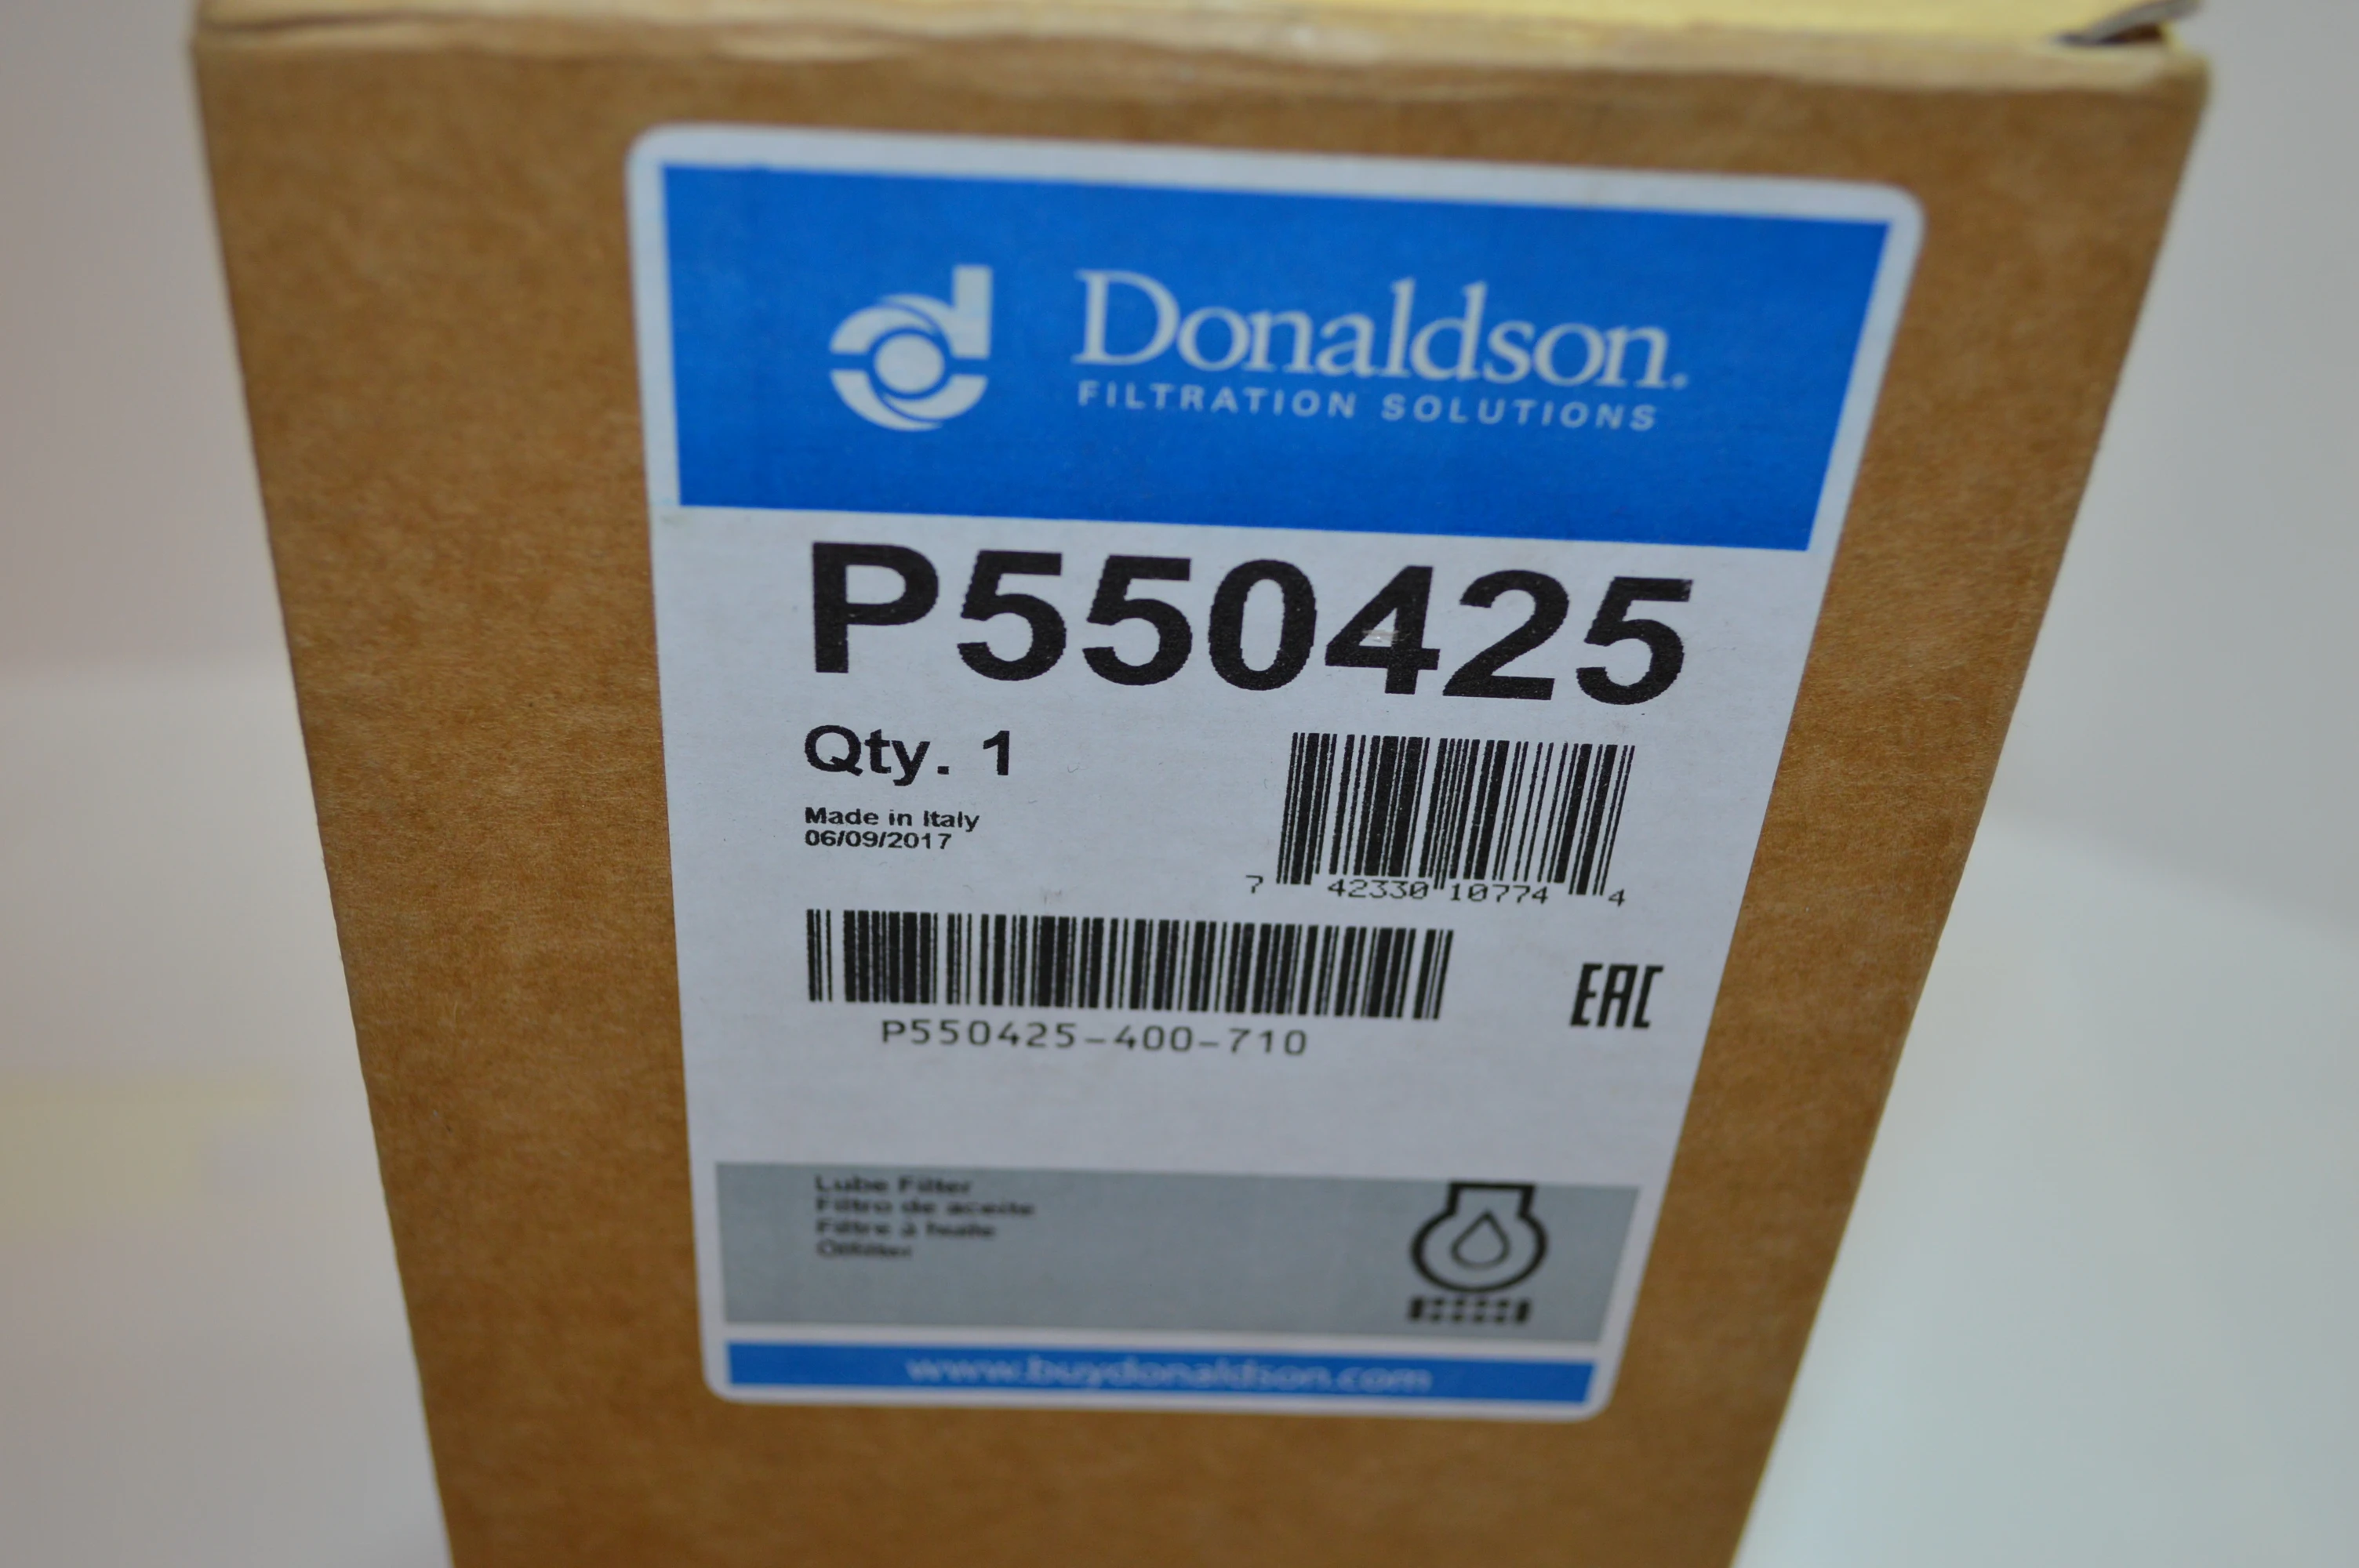 Donaldson.
FILTRATION SOLUTIONS
P550425
Qty. 1
Made in Italy
06/09/2017
7 42330 10774 4
P550425-400-710
EAC
Lube Filter
Filtro de aceite
Filtre à huile
Ölfilter
www.buydonaldson.com